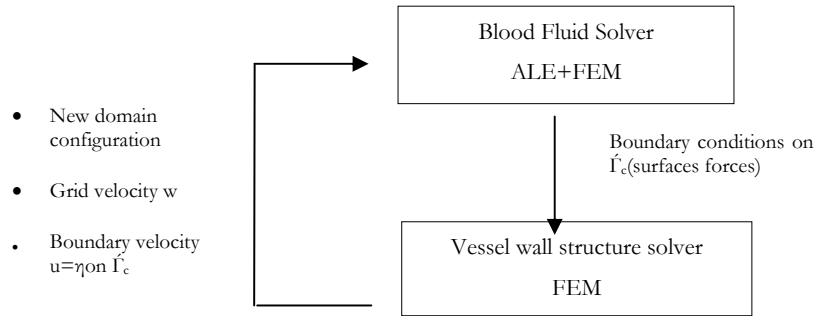 Blood Fluid Solver
ALE+FEM
• New domain
configuration
• Grid velocity w
• Boundary velocity
u=ηon Γ́c
Boundary conditions on
Γ́c(surfaces forces)
Vessel wall structure solver
FEM